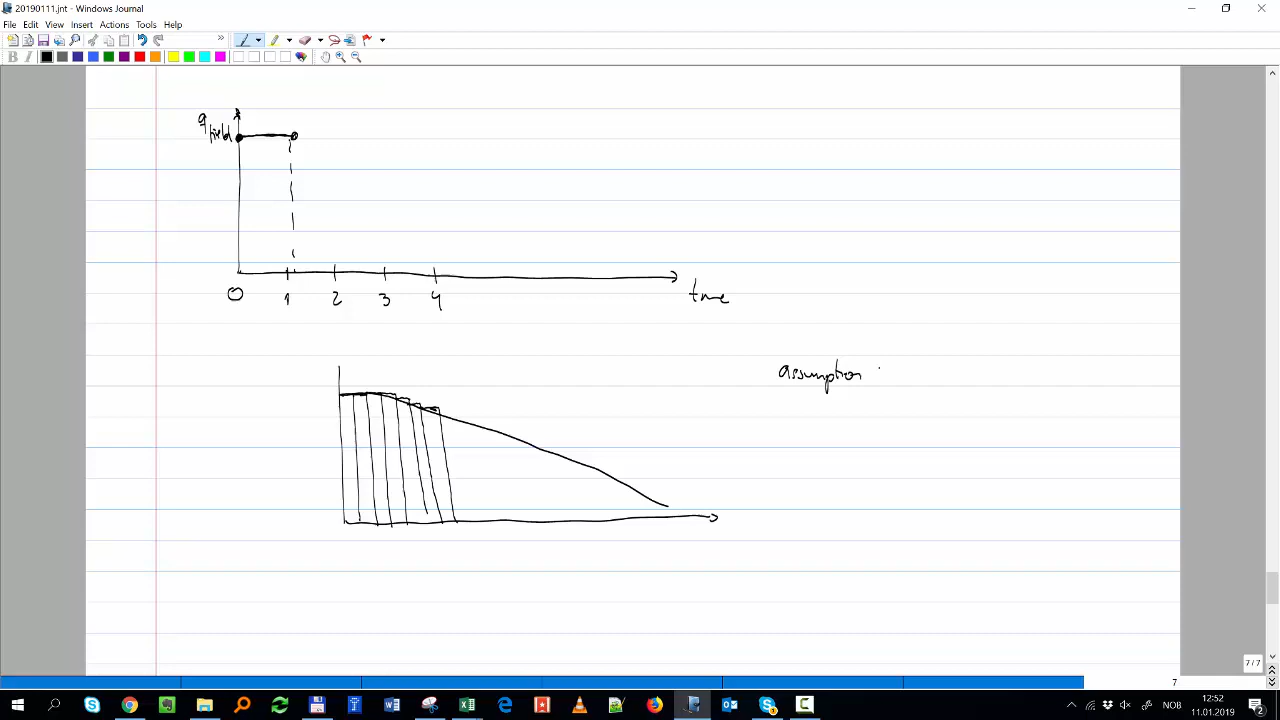 20190111.jnt - Windows Journal
File Edit View Insert Actions Tools Help
B I
q field
0 1 2 3 4 time
assumption
7/7
7
12:52
NOB
11.01.2019
2